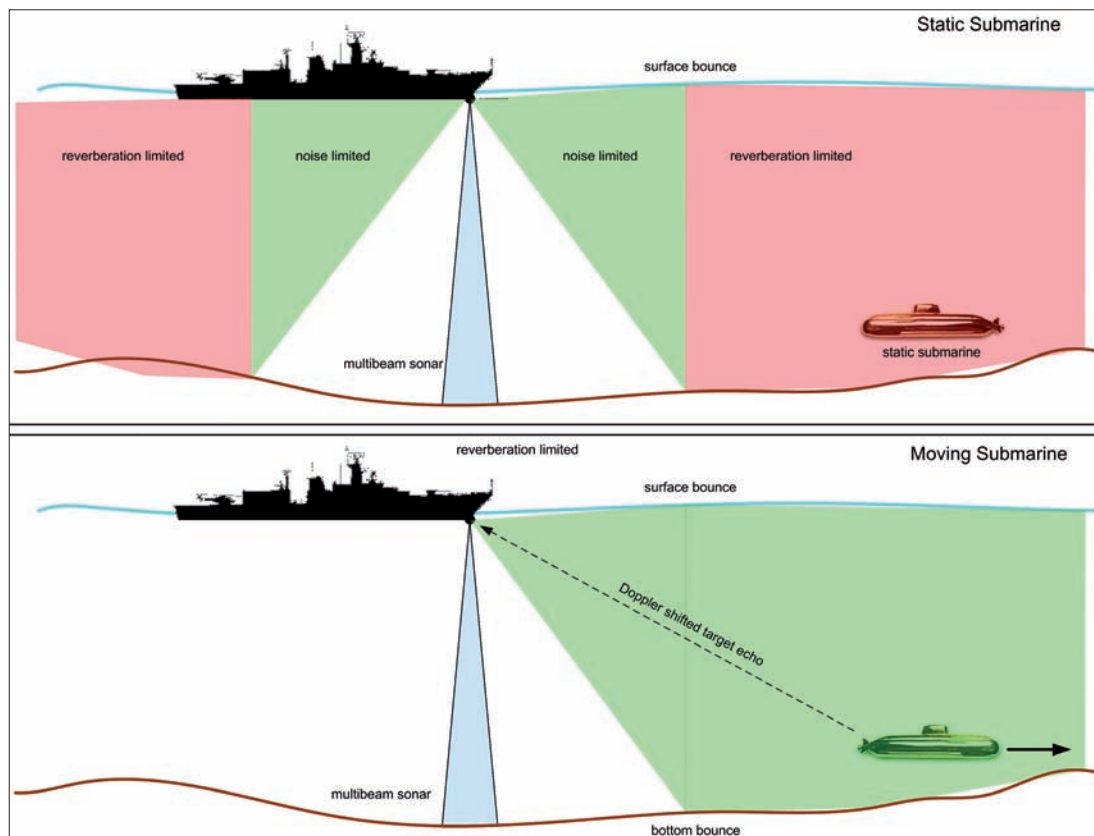 Static Submarine
surface bounce
reverberation limited
noise limited
noise limited
reverberation limited
multibeam sonar
static submarine
reverberation limited
Moving Submarine
surface bounce
Doppler shifted target echo
multibeam sonar
bottom bounce